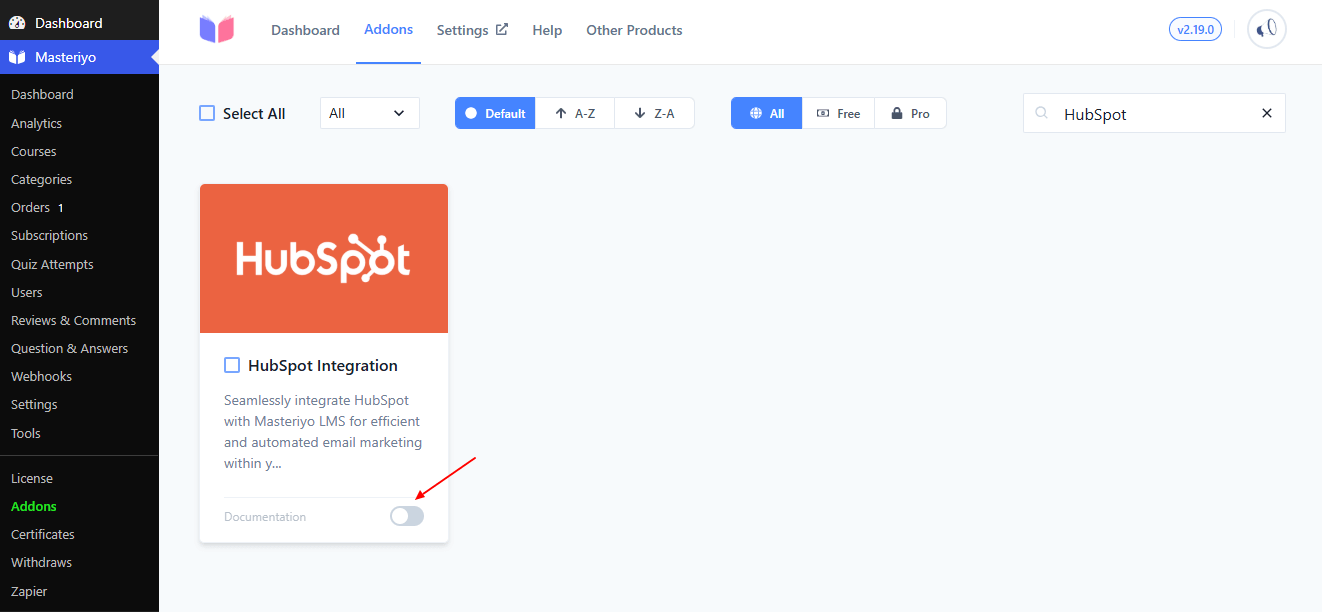 Dashboard
Masteriyo
Dashboard
Analytics
Courses
Categories
Orders 1
Subscriptions
Quiz Attempts
Users
Reviews & Comments
Question & Answers
Webhooks
Settings
Tools
License
Addons
Certificates
Withdraws
Zapier
Dashboard Addons Settings Help Other Products v2.19.0
Select All All Default A-Z Z-A All Free Pro HubSpot
HubSpot
HubSpot Integration
Seamlessly integrate HubSpot
with Masteriyo LMS for efficient
and automated email marketing
within y...
Documentation